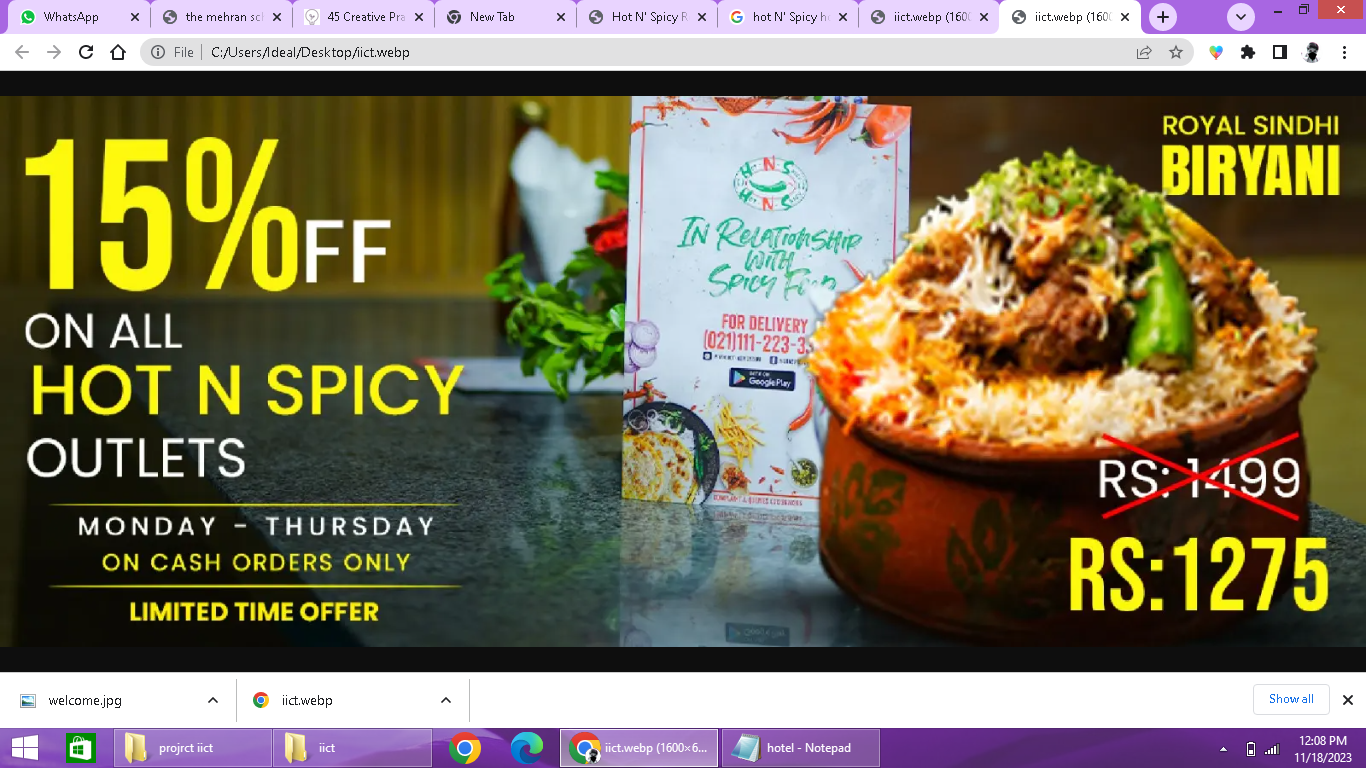 WhatsApp
the mehran scl
45 Creative Pra
New Tab
Hot N' Spicy R
hot N' Spicy h
iict.webp (160
iict.webp (160
File
C:/Users/Ideal/Desktop/iict.webp
15%
OFF
ON ALL
HOT N SPICY
OUTLETS
MONDAY - THURSDAY
ON CASH ORDERS ONLY
LIMITED TIME OFFER
H N S
H N S
IN RELATIONSHIP
WITH
SPICY FOOD
FOR DELIVERY
(021)111-223-3
Google Play
ROYAL SINDHI
BIRYANI
RS: 1499
RS:1275
welcome.jpg
iict.webp
Show all
projrct iict
iict
iict.webp (1600×6...
hotel - Notepad
12:08 PM
11/18/2023